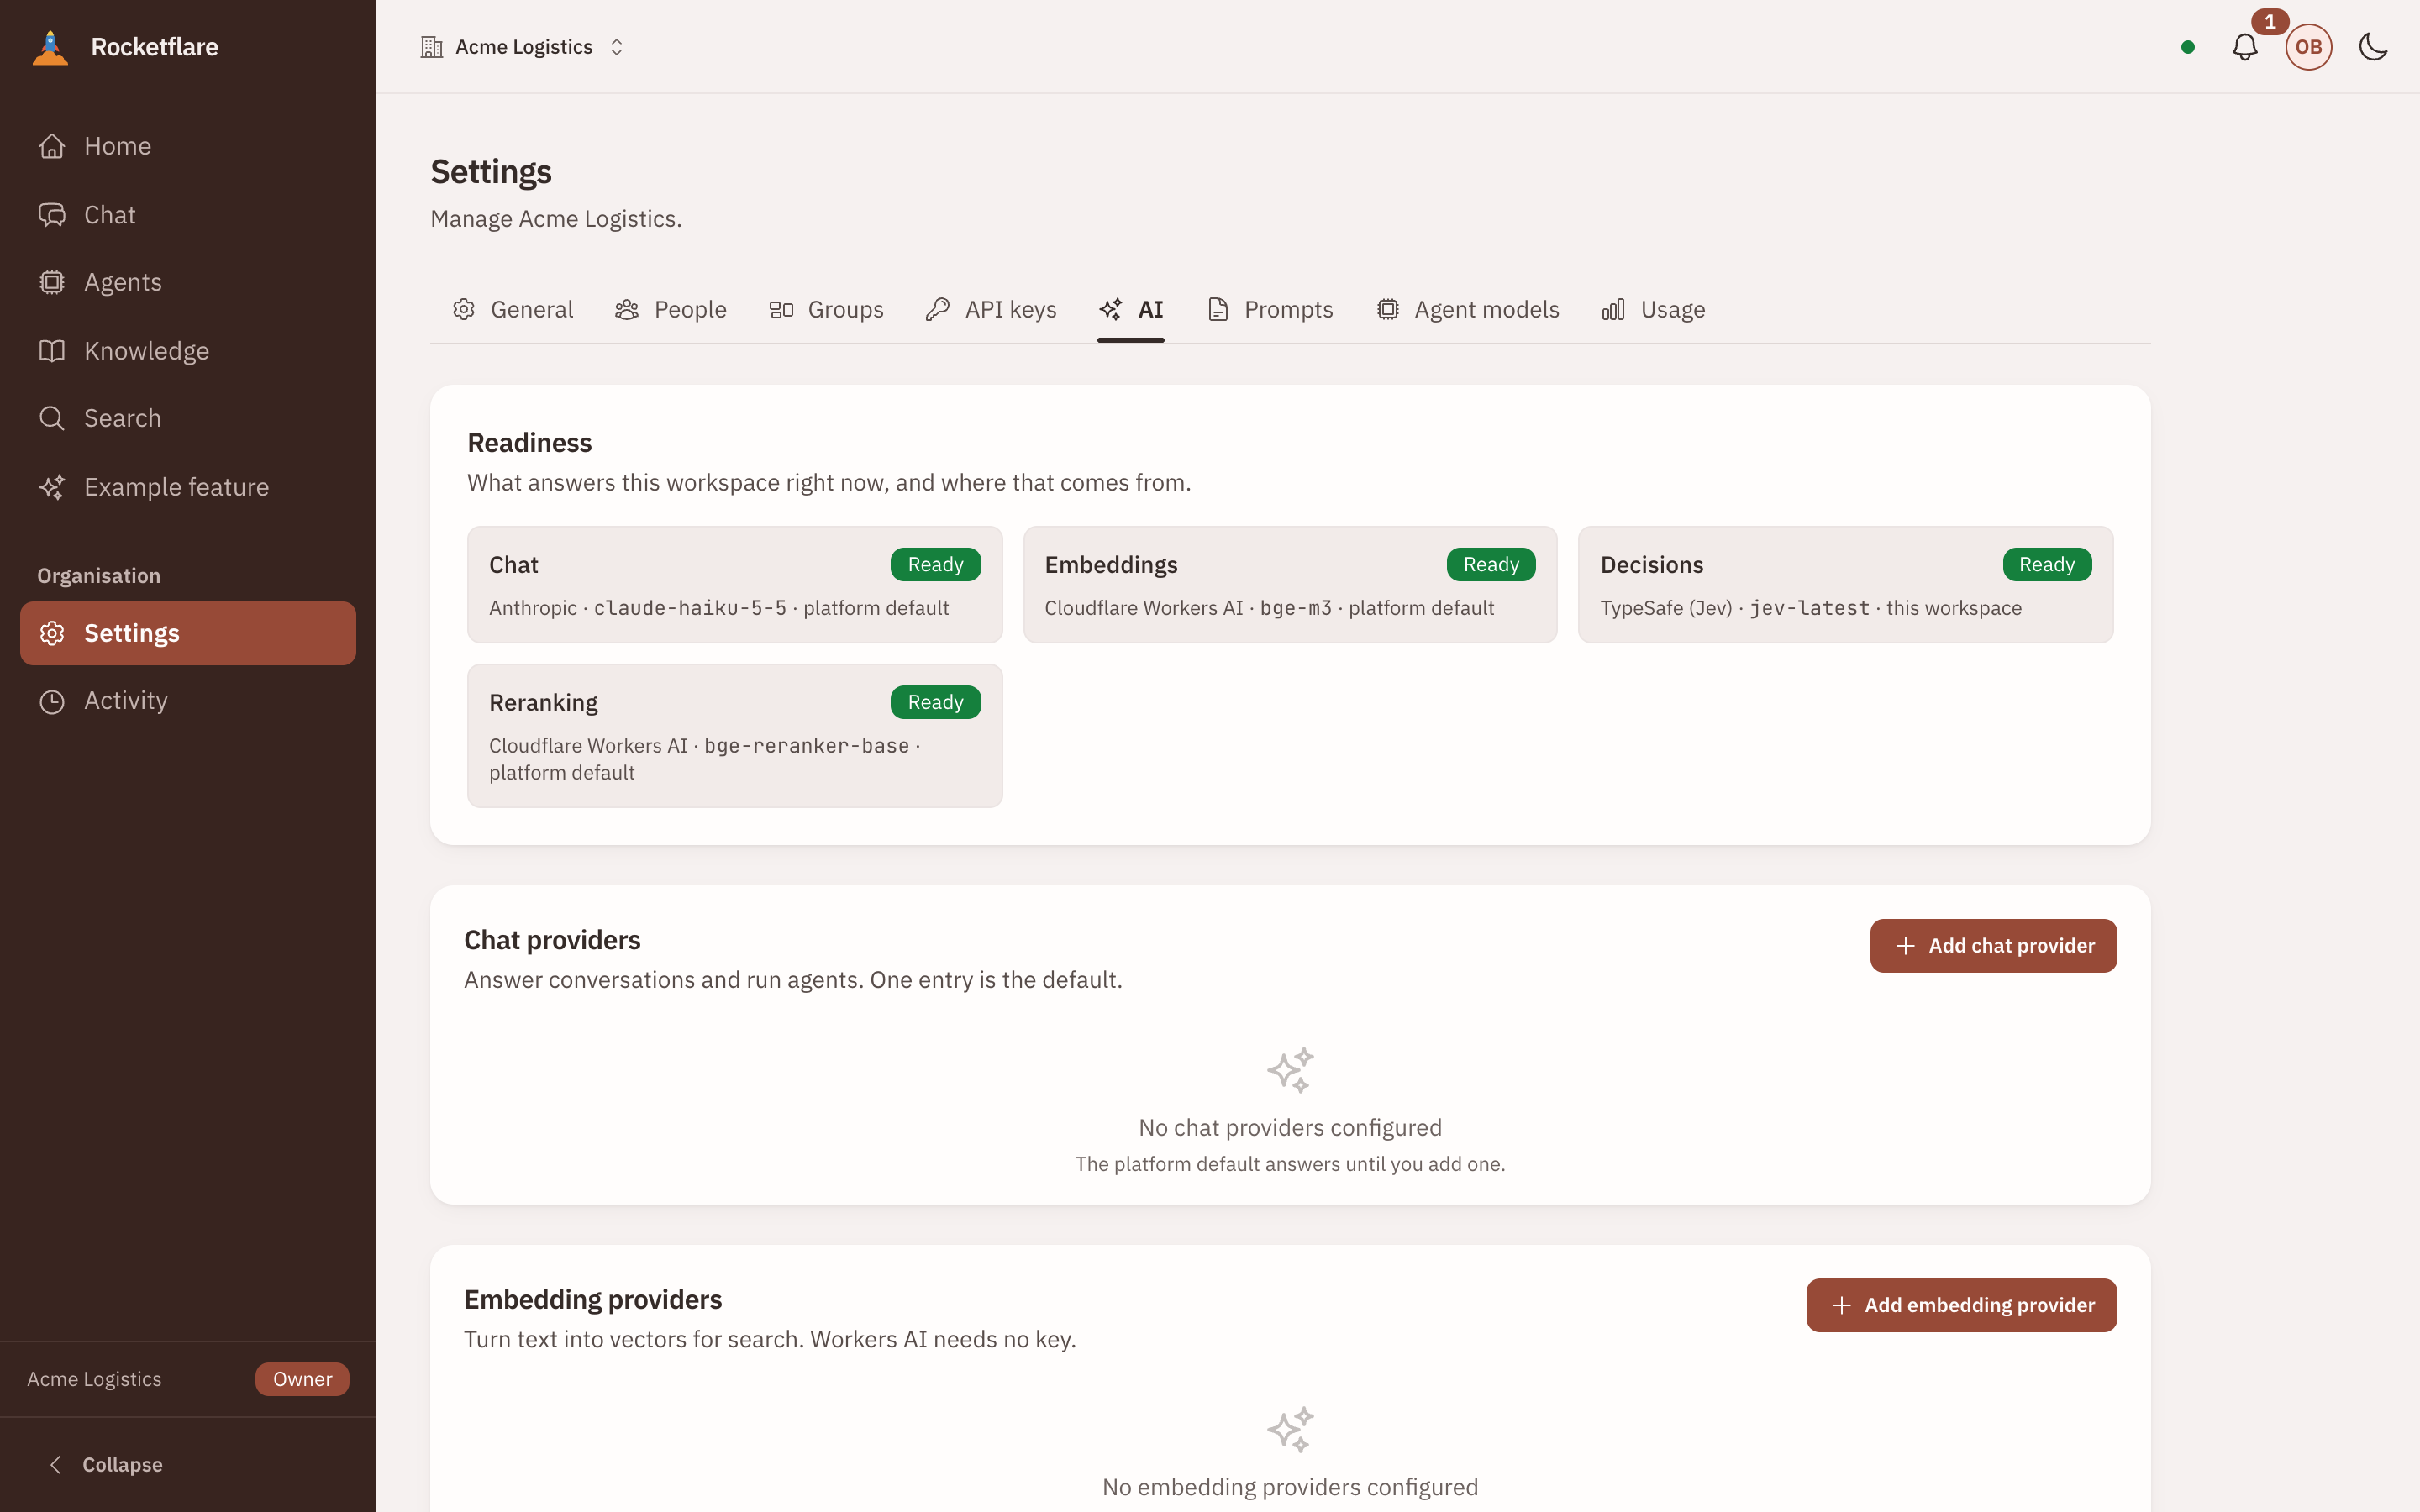 Rocketflare
Acme Logistics
1
OB
Home
Chat
Agents
Knowledge
Search
Example feature
Organisation
Settings
Activity
Acme Logistics
Owner
Collapse
Settings
Manage Acme Logistics.
General
People
Groups
API keys
AI
Prompts
Agent models
Usage
Readiness
What answers this workspace right now, and where that comes from.
Chat
Ready
Anthropic · claude-haiku-5-5 · platform default
Embeddings
Ready
Cloudflare Workers AI · bge-m3 · platform default
Decisions
Ready
TypeSafe (Jev) · jev-latest · this workspace
Reranking
Ready
Cloudflare Workers AI · bge-reranker-base ·
platform default
Chat providers
Answer conversations and run agents. One entry is the default.
Add chat provider
No chat providers configured
The platform default answers until you add one.
Embedding providers
Turn text into vectors for search. Workers AI needs no key.
Add embedding provider
No embedding providers configured